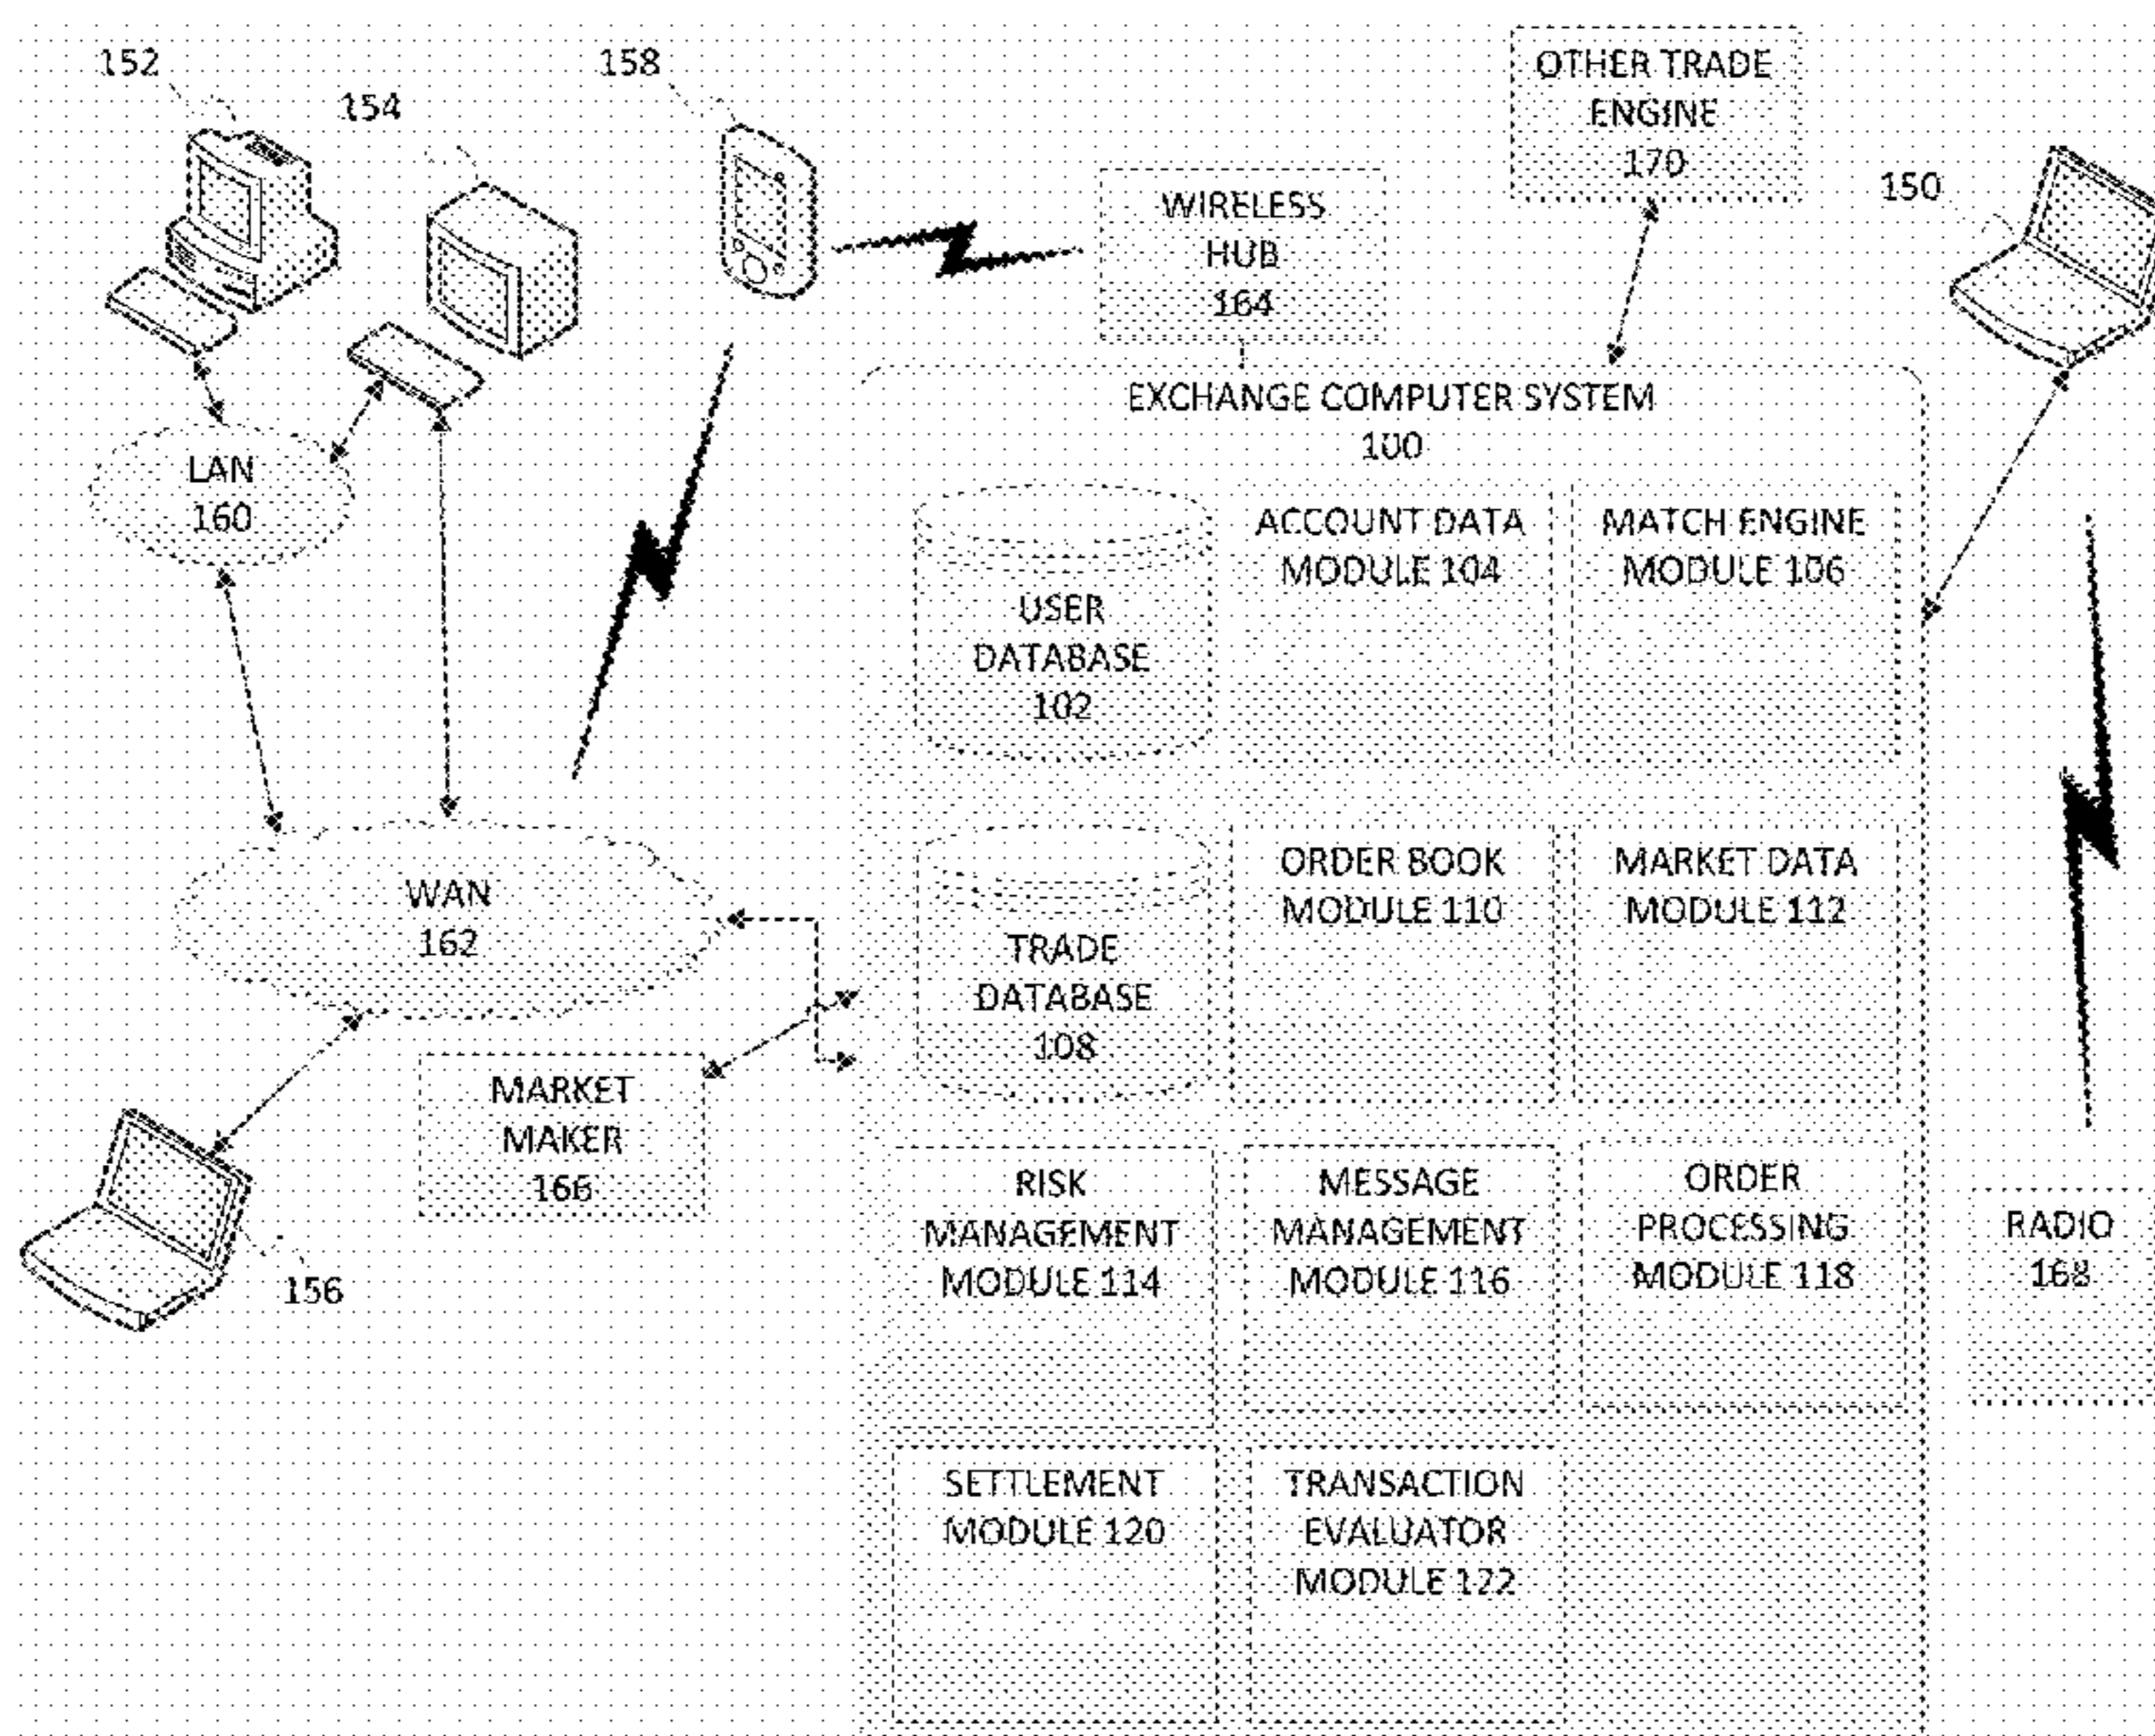 152
154
158
OTHER TRADE
ENGINE
170
WIRELESS
HUB
164
150
EXCHANGE COMPUTER SYSTEM
100
LAN
160
USER
DATABASE
102
ACCOUNT DATA
MODULE 104
MATCH ENGINE
MODULE 106
WAN
162
TRADE
DATABASE
108
ORDER BOOK
MODULE 110
MARKET DATA
MODULE 112
MARKET
MAKER
166
156
RISK
MANAGEMENT
MODULE 114
MESSAGE
MANAGEMENT
MODULE 116
ORDER
PROCESSING
MODULE 118
RADIO
168
SETTLEMENT
MODULE 120
TRANSACTION
EVALUATOR
MODULE 122